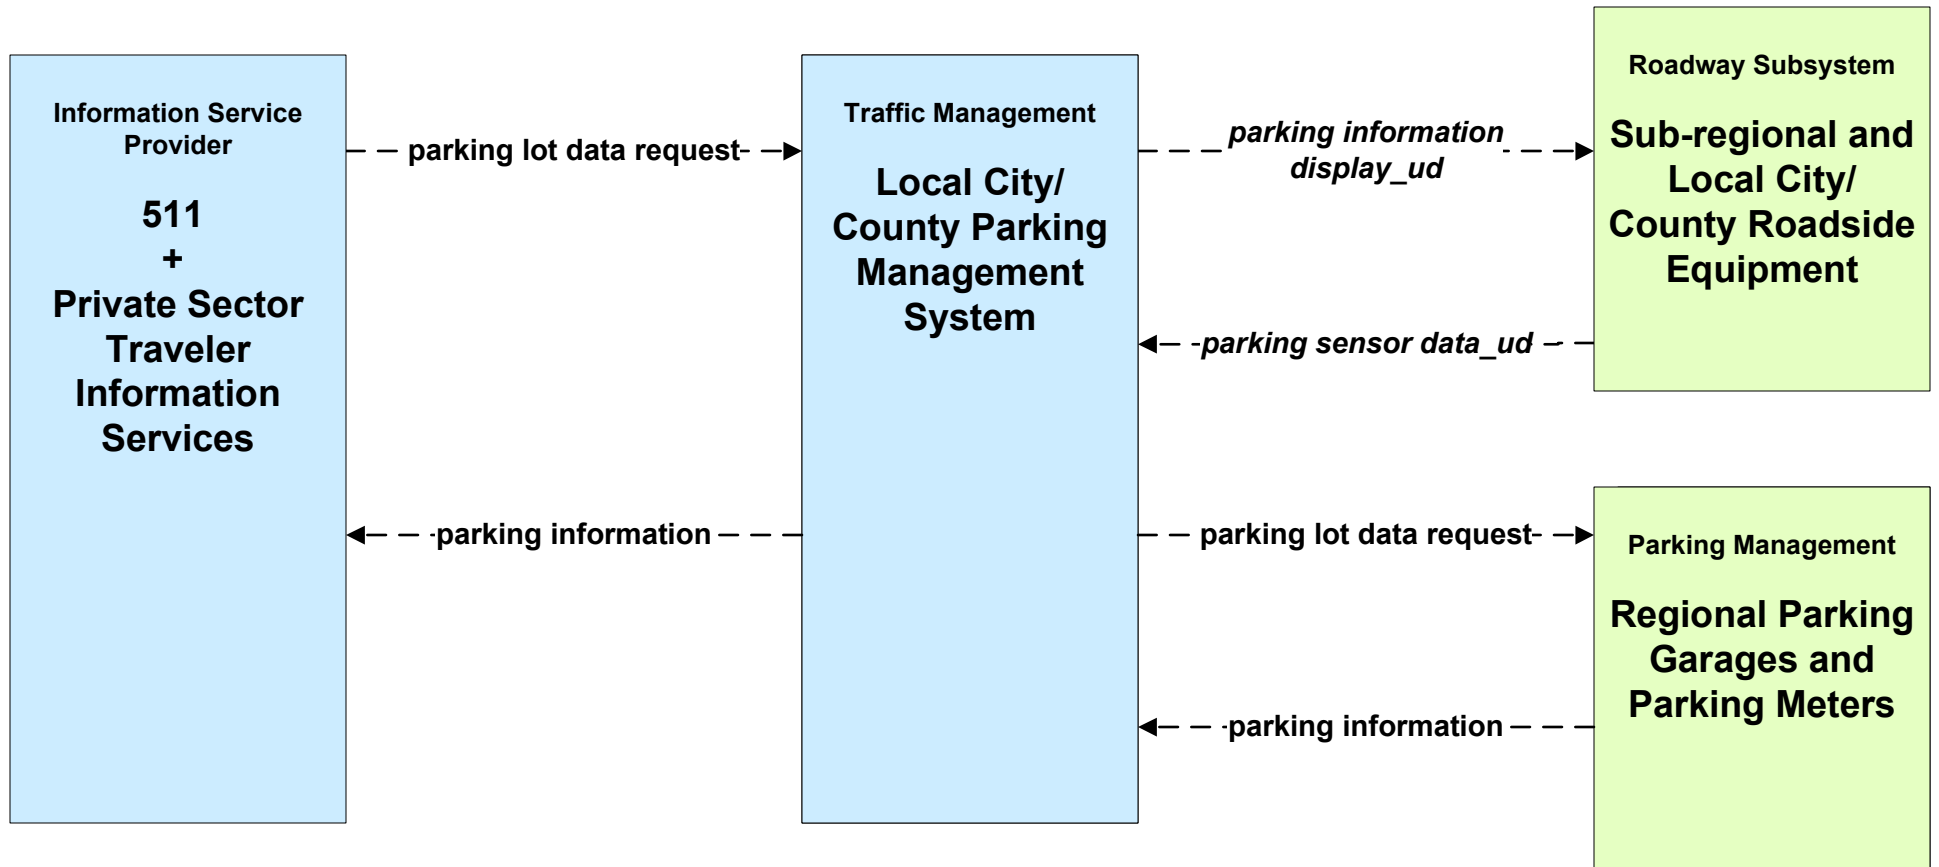 Information Service
Provider
511
+
Private Sector
Traveler
Information
Services
parking lot data request
parking information
Traffic Management
Local City/
County Parking
Management
System
parking information
display_ud
parking sensor data_ud
parking lot data request
parking information
Roadway Subsystem
Sub-regional and
Local City/
County Roadside
Equipment
Parking Management
Regional Parking
Garages and
Parking Meters